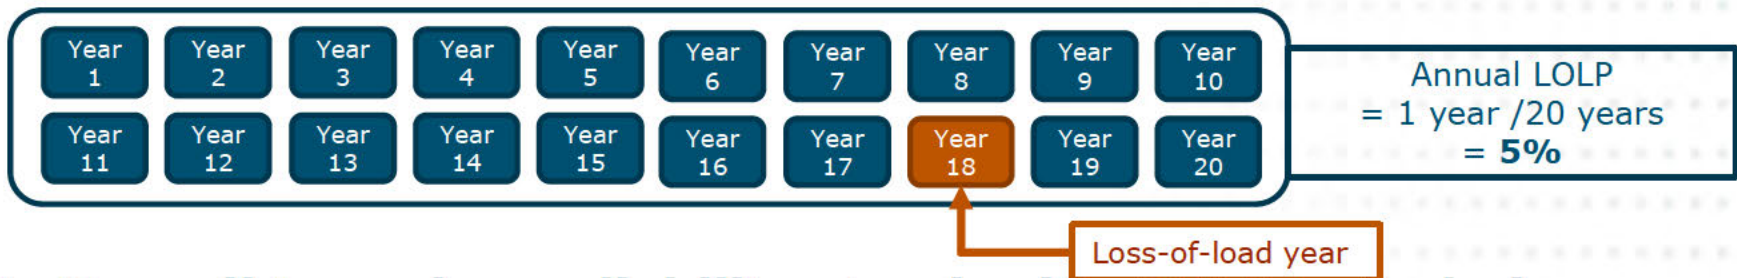 Year 1
Year 2
Year 3
Year 4
Year 5
Year 6
Year 7
Year 8
Year 9
Year 10
Year 11
Year 12
Year 13
Year 14
Year 15
Year 16
Year 17
Year 18
Year 19
Year 20
Annual LOLP
= 1 year /20 years
= 5%
Loss-of-load year